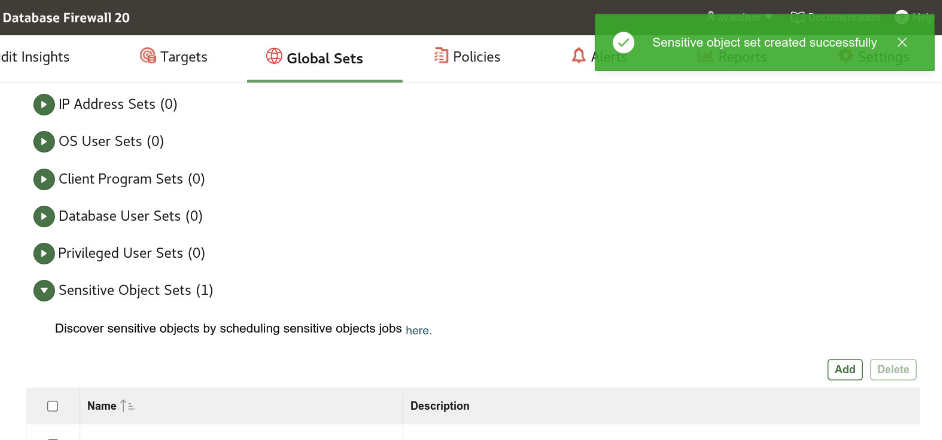 Database Firewall 20
avauditor
Documentation
Help
Sensitive object set created successfully
dit Insights
Targets
Global Sets
Policies
Alerts
Reports
Settings
IP Address Sets (0)
OS User Sets (0)
Client Program Sets (0)
Database User Sets (0)
Privileged User Sets (0)
Sensitive Object Sets (1)
Discover sensitive objects by scheduling sensitive objects jobs here.
Add
Delete
Name
Description